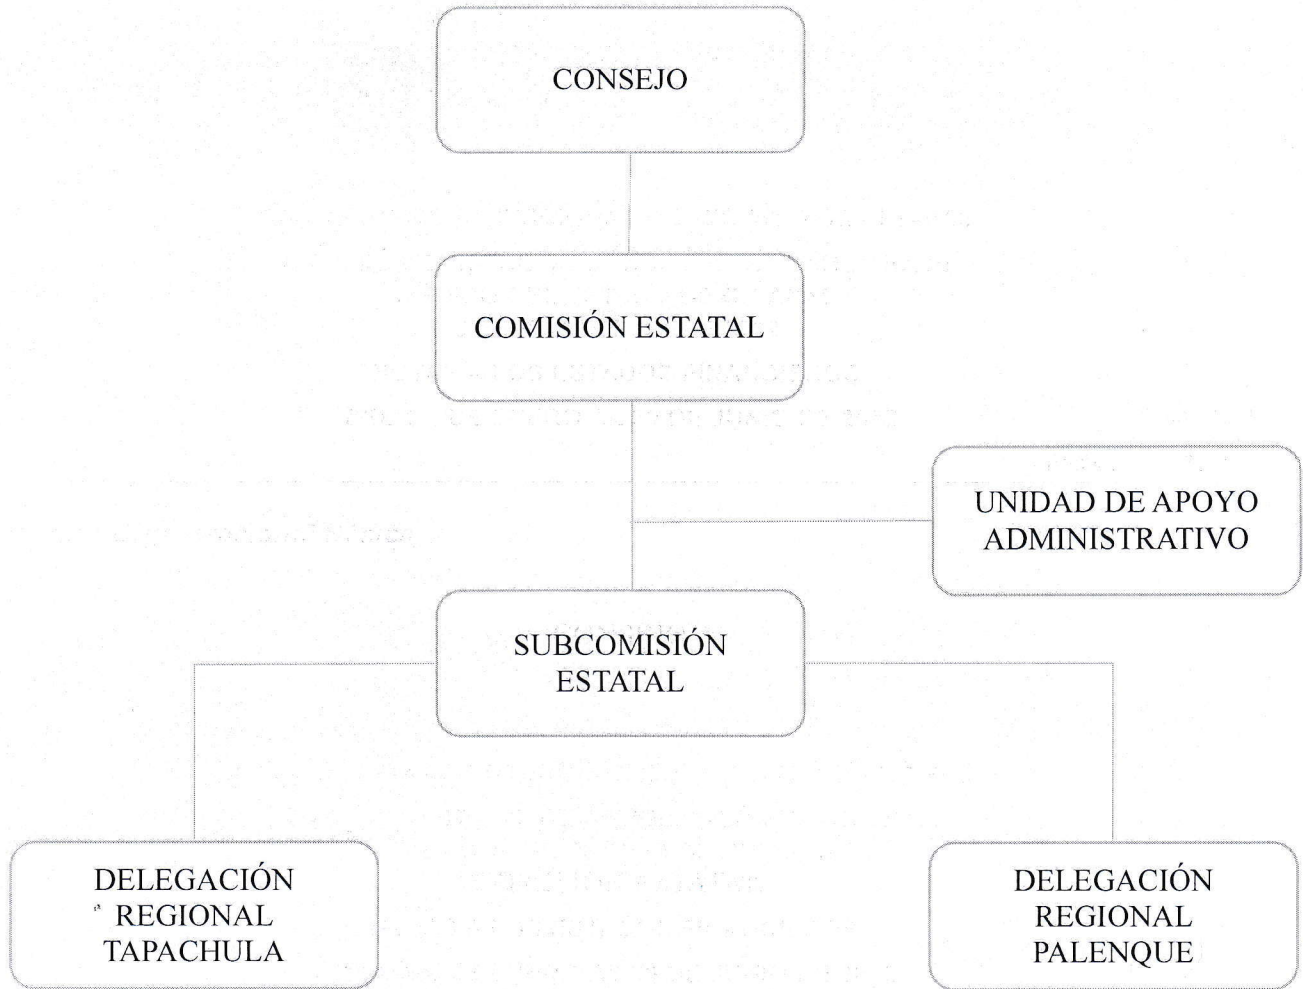 CONSEJO
COMISIÓN ESTATAL
UNIDAD DE APOYO
ADMINISTRATIVO
SUBCOMISIÓN
ESTATAL
DELEGACIÓN
REGIONAL
TAPACHULA
DELEGACIÓN
REGIONAL
PALENQUE